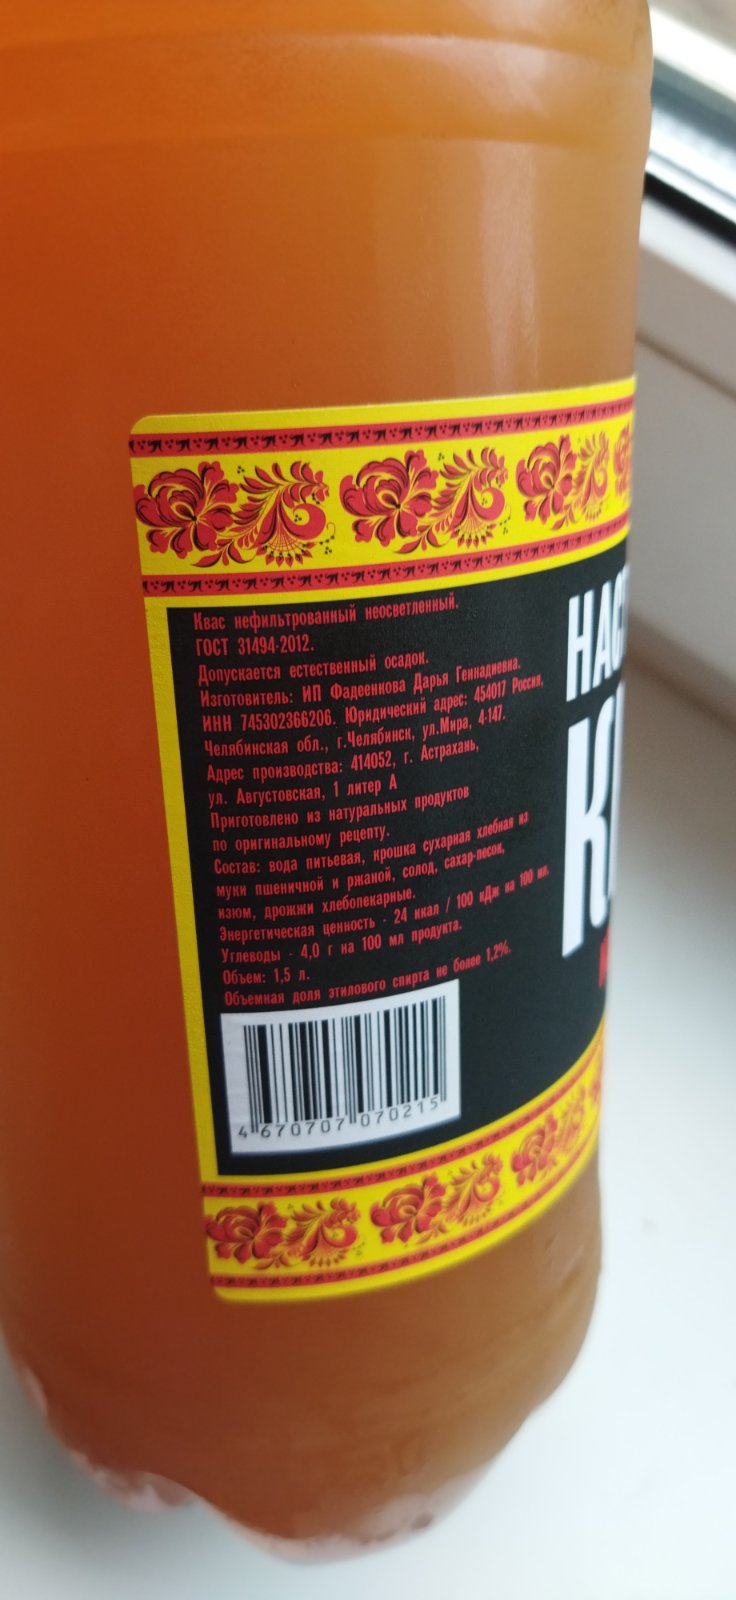 Квас нефильтрованный неосветленный.
ГОСТ 31494-2012.
Допускается естественный осадок.
Изготовитель: ИП Фадеенкова Дарья Геннадиевна.
ИНН 745302366206. Юридический адрес: 454017 Россия,
Челябинская обл., г.Челябинск, ул.Мира, 4-147.
Адрес производства: 414052, г. Астрахань,
ул. Августовская, 1 литер А
Приготовлено из натуральных продуктов
по оригинальному рецепту.
Состав: вода питьевая, крошка сухарная хлебная из
муки пшеничной и ржаной, солод, сахар-песок,
изюм, дрожжи хлебопекарные.
Энергетическая ценность - 24 ккал / 100 кДж на 100 мл.
Углеводы - 4,0 г на 100 мл продукта.
Объем: 1,5 л.
Объемная доля этилового спирта не более 1,2%.
4 670707 070215